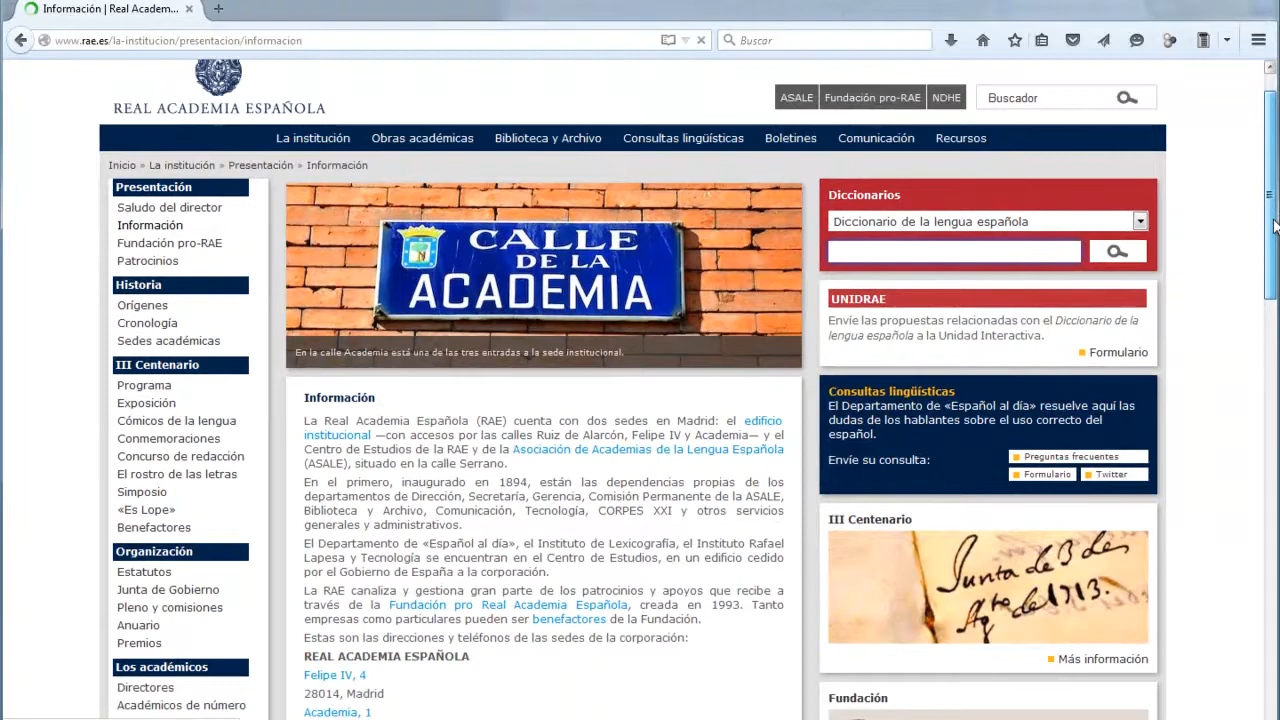 Información | Real Academ...
www.rae.es/la-institucion/presentacion/informacion
Buscar
REAL ACADEMIA ESPAÑOLA
ASALE
Fundación pro-RAE
NDHE
Buscador
La institución
Obras académicas
Biblioteca y Archivo
Consultas lingüísticas
Boletines
Comunicación
Recursos
Inicio » La institución » Presentación » Información
Presentación
Saludo del director
Información
Fundación pro-RAE
Patrocinios
Historia
Orígenes
Cronología
Sedes académicas
III Centenario
Programa
Exposición
Cómicos de la lengua
Conmemoraciones
Concurso de redacción
El rostro de las letras
Simposio
«Es Lope»
Benefactores
Organización
Estatutos
Junta de Gobierno
Pleno y comisiones
Anuario
Premios
Los académicos
Directores
Académicos de número
CALLE
DE LA
ACADEMIA
En la calle Academia está una de las tres entradas a la sede institucional.
Información
La Real Academia Española (RAE) cuenta con dos sedes en Madrid: el edificio
institucional —con accesos por las calles Ruiz de Alarcón, Felipe IV y Academia— y el
Centro de Estudios de la RAE y de la Asociación de Academias de la Lengua Española
(ASALE), situado en la calle Serrano.
En el primero, inaugurado en 1894, están las dependencias propias de los
departamentos de Dirección, Secretaría, Gerencia, Comisión Permanente de la ASALE,
Biblioteca y Archivo, Comunicación, Tecnología, CORPES XXI y otros servicios
generales y administrativos.
El Departamento de «Español al día», el Instituto de Lexicografía, el Instituto Rafael
Lapesa y Tecnología se encuentran en el Centro de Estudios, en un edificio cedido
por el Gobierno de España a la corporación.
La RAE canaliza y gestiona gran parte de los patrocinios y apoyos que recibe a
través de la Fundación pro Real Academia Española, creada en 1993. Tanto
empresas como particulares pueden ser benefactores de la Fundación.
Estas son las direcciones y teléfonos de las sedes de la corporación:
REAL ACADEMIA ESPAÑOLA
Felipe IV, 4
28014, Madrid
Academia, 1
Diccionarios
Diccionario de la lengua española
UNIDRAE
Envíe las propuestas relacionadas con el Diccionario de la
lengua española a la Unidad Interactiva.
Formulario
Consultas lingüísticas
El Departamento de «Español al día» resuelve aquí las
dudas de los hablantes sobre el uso correcto del
español.
Envíe su consulta:
Preguntas frecuentes
Formulario
Twitter
III Centenario
Junta de 3 de
Agto de 1713.
Más información
Fundación